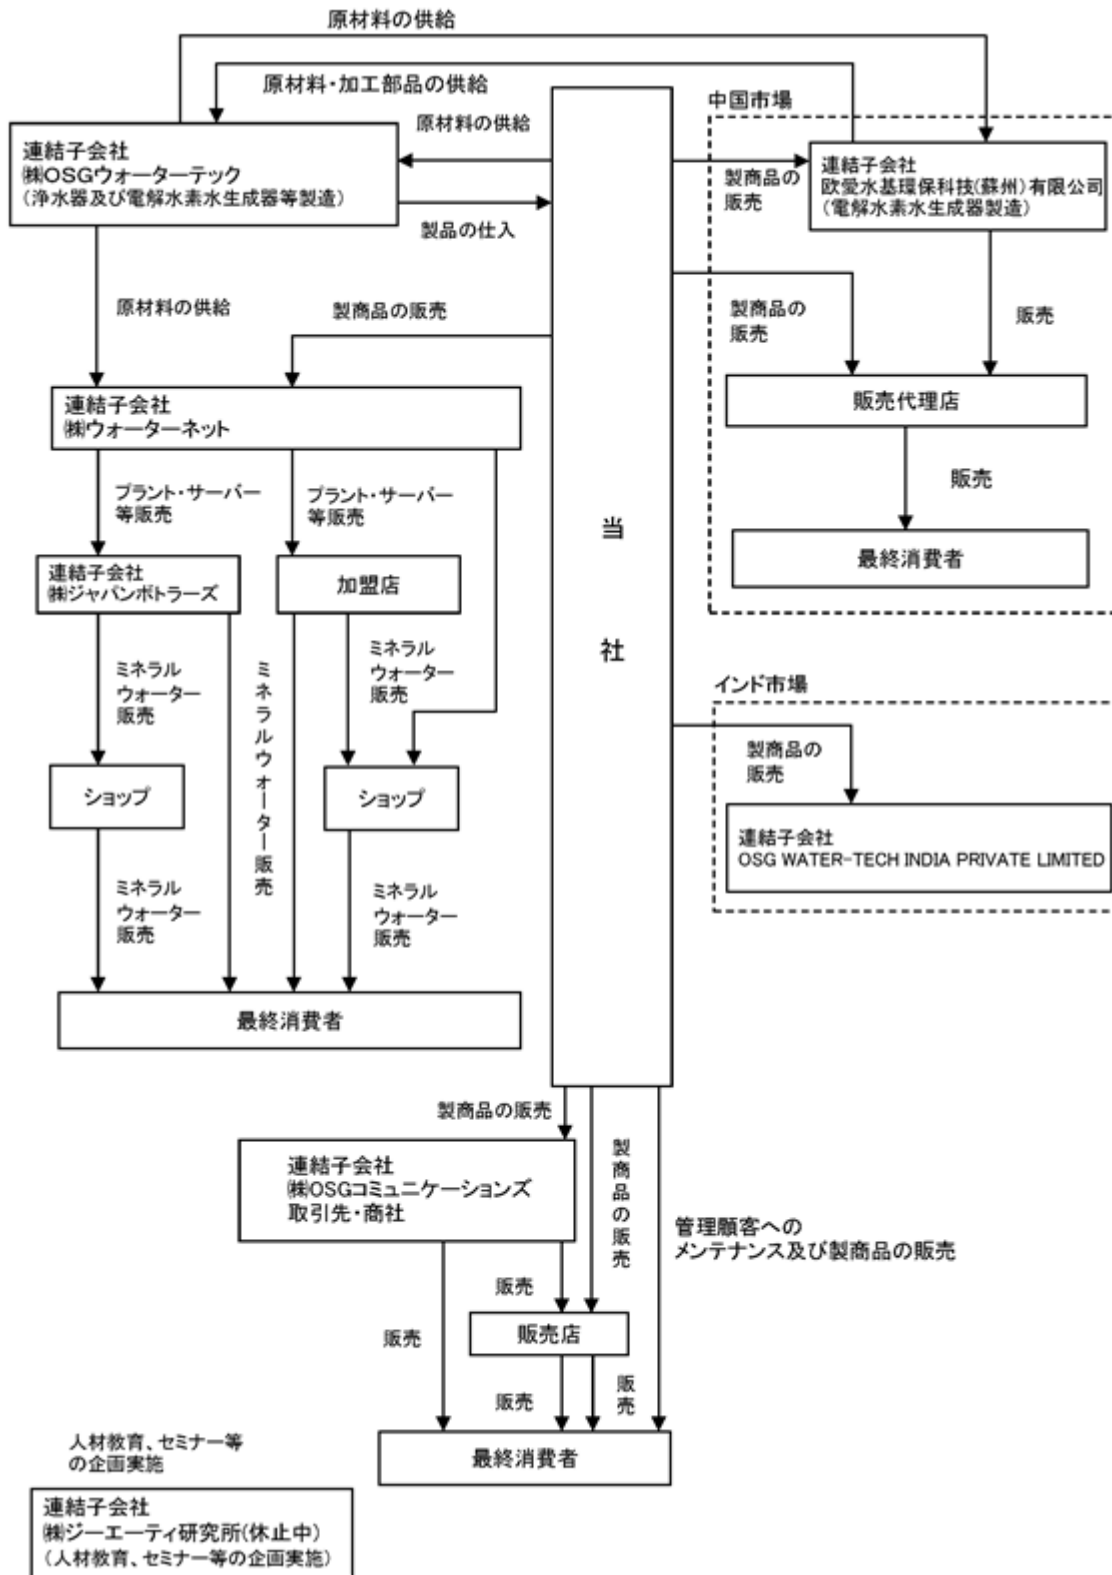 原材料の供給
原材料・加工部品の供給
中国市場
原材料の供給
連結子会社
㈱OSGウォーターテック
(浄水器及び電解水素水生成器等製造)
製品の仕入
製商品の
販売
連結子会社
欧愛水基環保科技(蘇州)有限公司
(電解水素水生成器製造)
原材料の供給
製商品の販売
製商品の
販売
販売
連結子会社
㈱ウォーターネット
販売代理店
販売
最終消費者
プラント・サーバー
等販売
プラント・サーバー
等販売
当社
連結子会社
㈱ジャパンボトラーズ
加盟店
ミネラル
ウォーター
販売
ミネラルウォーター販売
ミネラル
ウォーター
販売
インド市場
製商品の
販売
ショップ
ショップ
連結子会社
OSG WATER-TECH INDIA PRIVATE LIMITED
ミネラル
ウォーター
販売
ミネラル
ウォーター
販売
最終消費者
製商品の販売
連結子会社
㈱OSGコミュニケーションズ
取引先・商社
製商品の販売
管理顧客への
メンテナンス及び製商品の販売
販売
販売
販売店
販売
販売
最終消費者
人材教育、セミナー等
の企画実施
連結子会社
㈱ジーエーティ研究所(休止中)
(人材教育、セミナー等の企画実施)